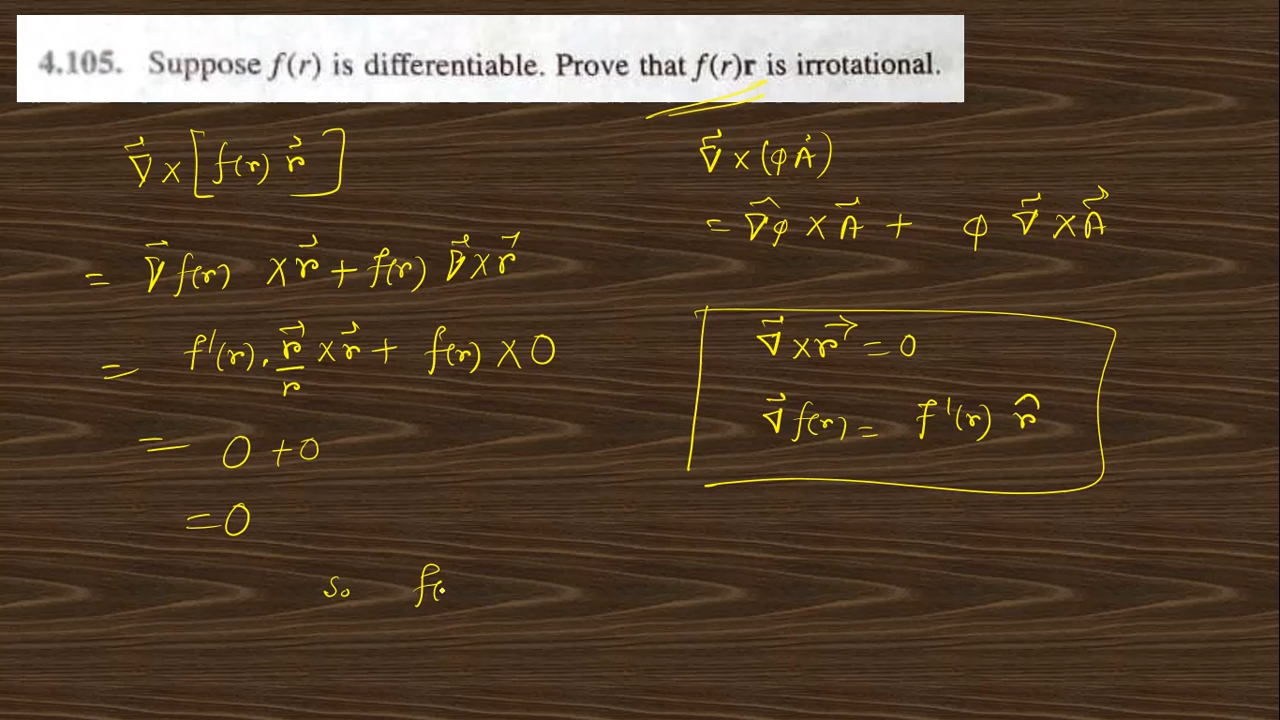 4.105. Suppose f(r) is differentiable. Prove that f(r)r is irrotational.
∇⃗ × [f(r) r⃗]
= ∇⃗ f(r) × r⃗ + f(r) ∇⃗ × r⃗
= f'(r) . r⃗/r × r⃗ + f(r) × 0
= 0 + 0
= 0
So f(
∇⃗ × (φA⃗)
= ∇⃗φ × A⃗ + φ ∇⃗ × A⃗
∇⃗ × r⃗ = 0
∇⃗ f(r) = f'(r) r̂